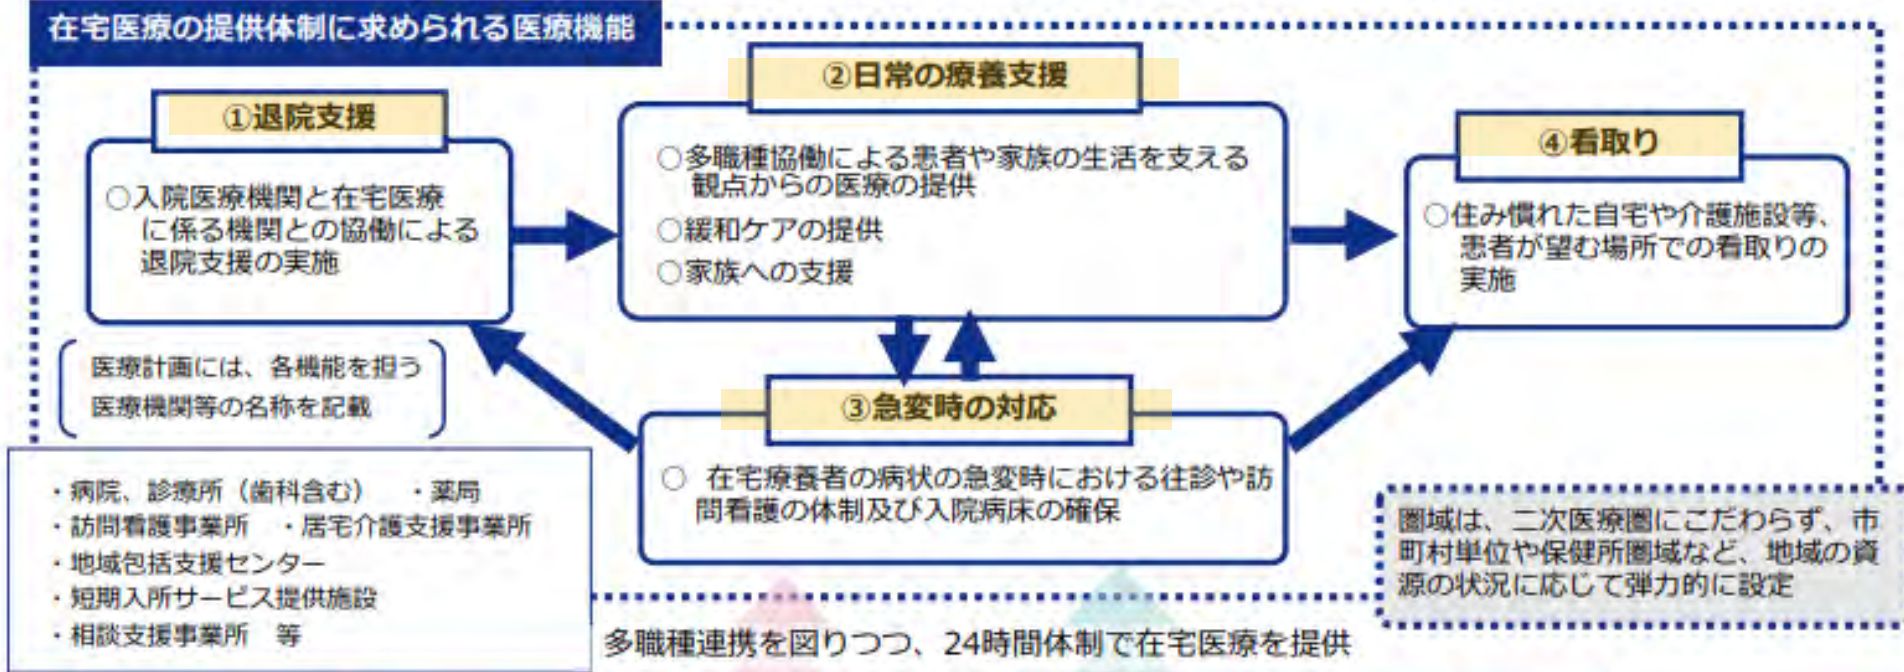 在宅医療の提供体制に求められる医療機能
①退院支援
○入院医療機関と在宅医療
に係る機関との協働による
退院支援の実施
②日常の療養支援
○多職種協働による患者や家族の生活を支える
観点からの医療の提供
○緩和ケアの提供
○家族への支援
④看取り
○住み慣れた自宅や介護施設等、
患者が望む場所での看取りの
実施
医療計画には、各機能を担う
医療機関等の名称を記載
③急変時の対応
○ 在宅療養者の病状の急変時における往診や訪
問看護の体制及び入院病床の確保
・病院、診療所（歯科含む） ・薬局
・訪問看護事業所 ・居宅介護支援事業所
・地域包括支援センター
・短期入所サービス提供施設
・相談支援事業所 等
圏域は、二次医療圏にこだわらず、市
町村単位や保健所圏域など、地域の資
源の状況に応じて弾力的に設定
多職種連携を図りつつ、24時間体制で在宅医療を提供